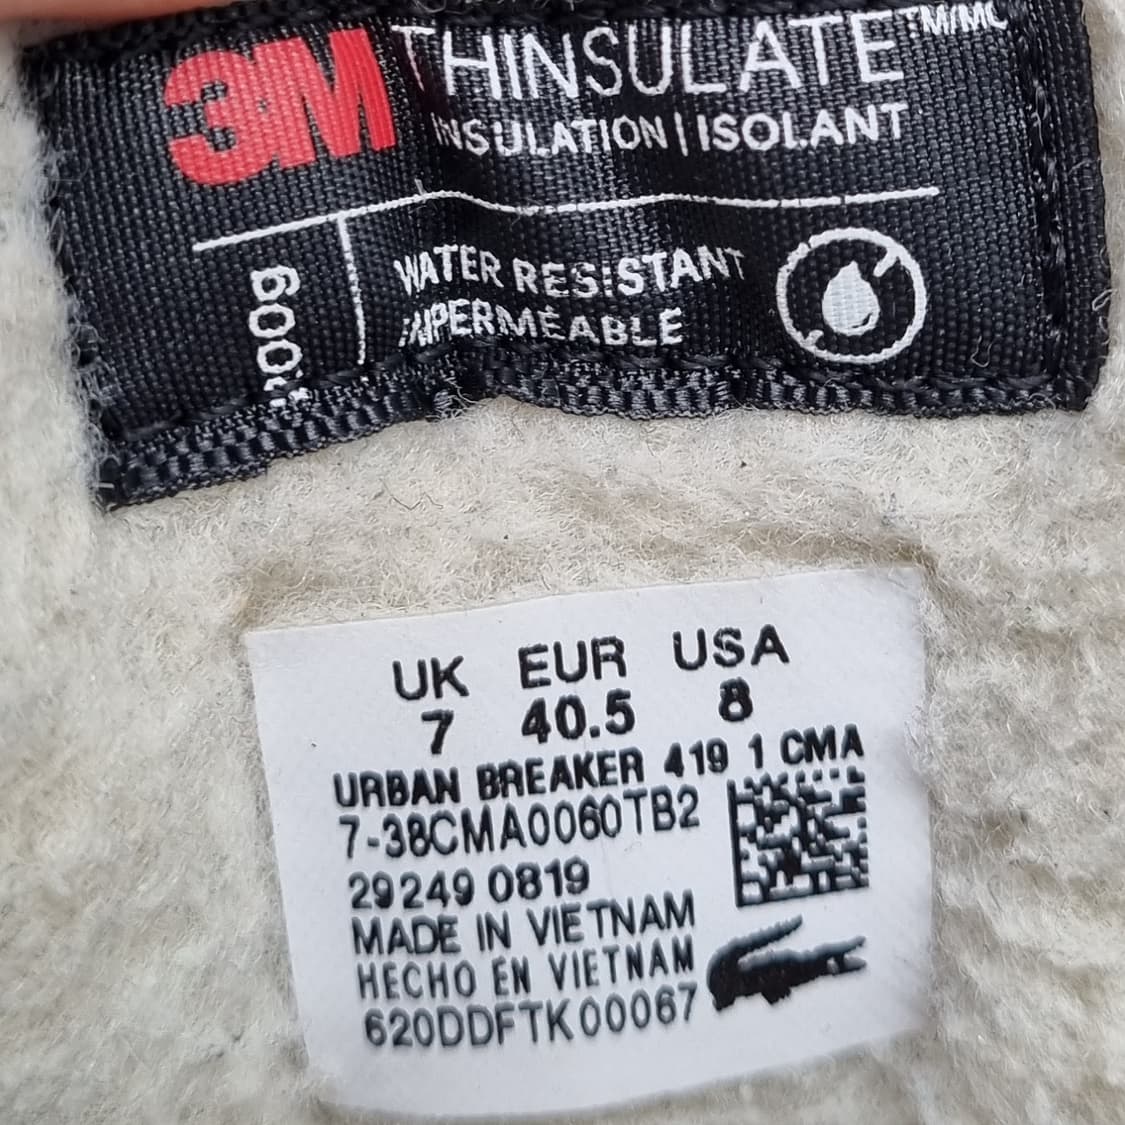 3M THINSULATE™/MC
INSULATION | ISOLANT
600g
WATER RESISTANT
IMPERMÉABLE
UK EUR USA
7 40.5 8
URBAN BREAKER 419 1 CMA
7-38CMA0060TB2
29249 0819
MADE IN VIETNAM
HECHO EN VIETNAM
620DDFTK00067